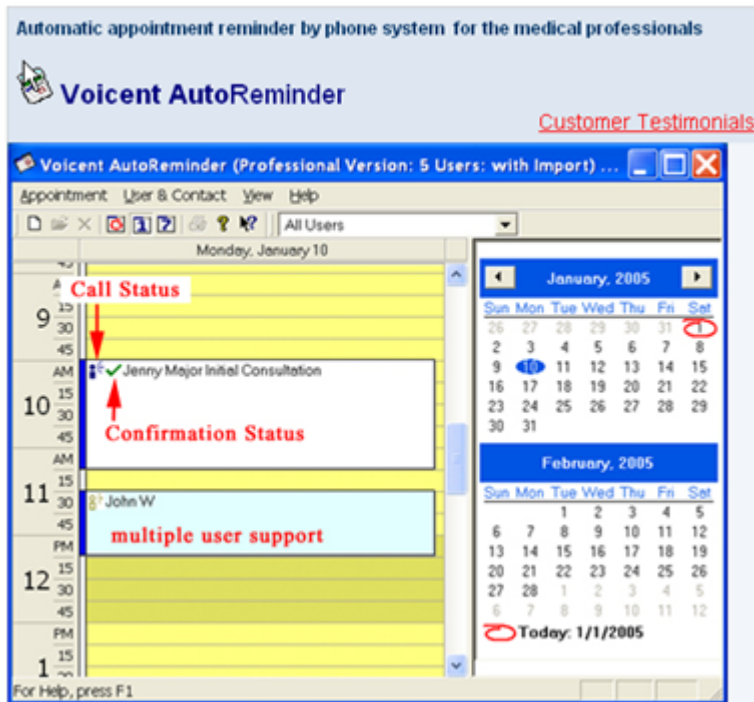 Automatic appointment reminder by phone system for the medical professionals
Voicent AutoReminder
Customer Testimonials
Voicent AutoReminder (Professional Version: 5 Users: with Import) ...
Appointment User & Contact View Help
All Users
Monday, January 10
45
Call Status
9 15
30
45
AM Jenny Major Initial Consultation
10 15
30
Confirmation Status
45
AM
11 15
30 John W
45 multiple user support
PM
12 15
30
45
PM
1 15
January, 2005
Sun Mon Tue Wed Thu Fri Sat
26 27 28 29 30 31 1
2 3 4 5 6 7 8
9 10 11 12 13 14 15
16 17 18 19 20 21 22
23 24 25 26 27 28 29
30 31
February, 2005
Sun Mon Tue Wed Thu Fri Sat
1 2 3 4 5
6 7 8 9 10 11 12
13 14 15 16 17 18 19
20 21 22 23 24 25 26
27 28 1 2 3 4 5
6 7 8 9 10 11 12
Today: 1/1/2005
For Help, press F1